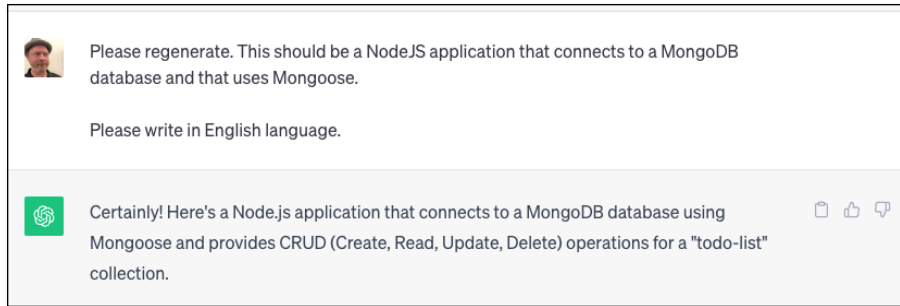 Please regenerate. This should be a NodeJS application that connects to a MongoDB
database and that uses Mongoose.
Please write in English language.
Certainly! Here's a Node.js application that connects to a MongoDB database using
Mongoose and provides CRUD (Create, Read, Update, Delete) operations for a "todo-list"
collection.